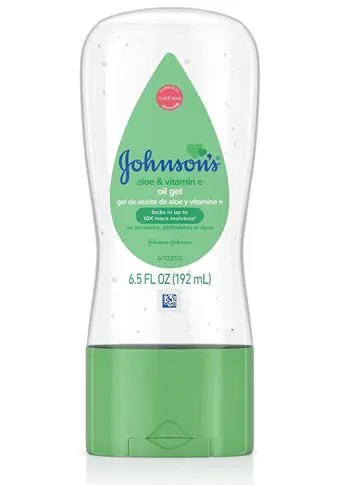 mildness
Johnson's
aloe & vitamin e
oil gel
gel de aceite de aloe y vitamina e
locks in up to
10X more moisture*
no parabens, phthalates or dyes
Johnson & Johnson
6.5 FL OZ (192 mL)